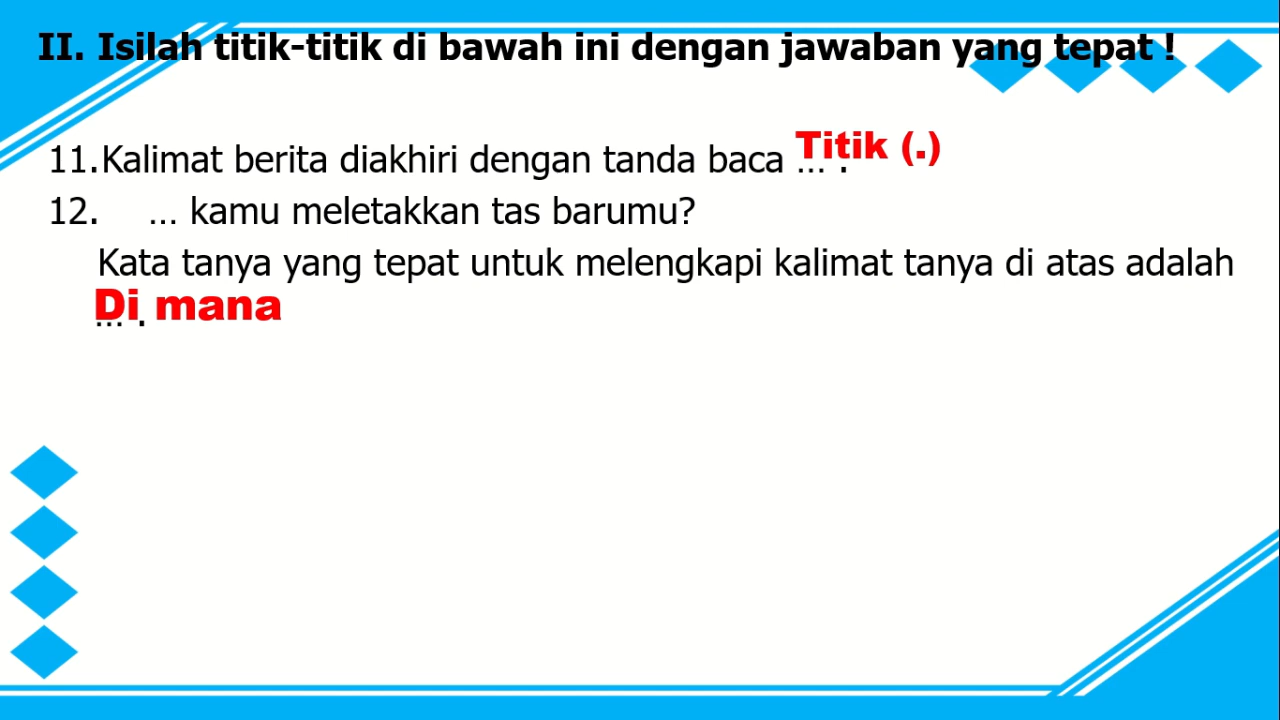 II. Isilah titik-titik di bawah ini dengan jawaban yang tepat !
11.Kalimat berita diakhiri dengan tanda baca ... . Titik (.)
12. ... kamu meletakkan tas barumu?
Kata tanya yang tepat untuk melengkapi kalimat tanya di atas adalah
... . Di mana